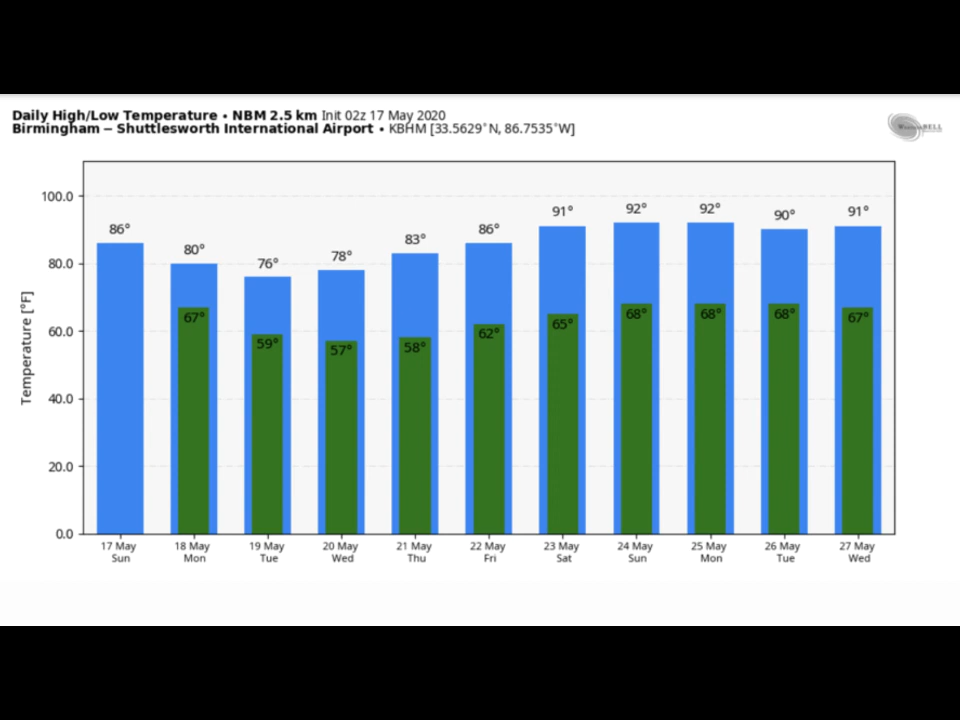 Daily High/Low Temperature • NBM 2.5 km Init 02z 17 May 2020
Birmingham – Shuttlesworth International Airport • KBHM [33.5629°N, 86.7535°W]
WeatherBELL
Temperature [°F]
100.0
80.0
60.0
40.0
20.0
0.0
86° 80° 76° 78° 83° 86° 91° 92° 92° 90° 91°
67° 59° 57° 58° 62° 65° 68° 68° 68° 67°
17 May 18 May 19 May 20 May 21 May 22 May 23 May 24 May 25 May 26 May 27 May
Sun Mon Tue Wed Thu Fri Sat Sun Mon Tue Wed